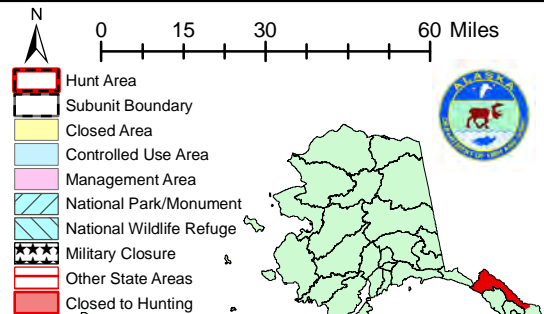 N
0 15 30 60 Miles
Hunt Area
Subunit Boundary
Closed Area
Controlled Use Area
Management Area
National Park/Monument
National Wildlife Refuge
Military Closure
Other State Areas
Closed to Hunting
ALASKA